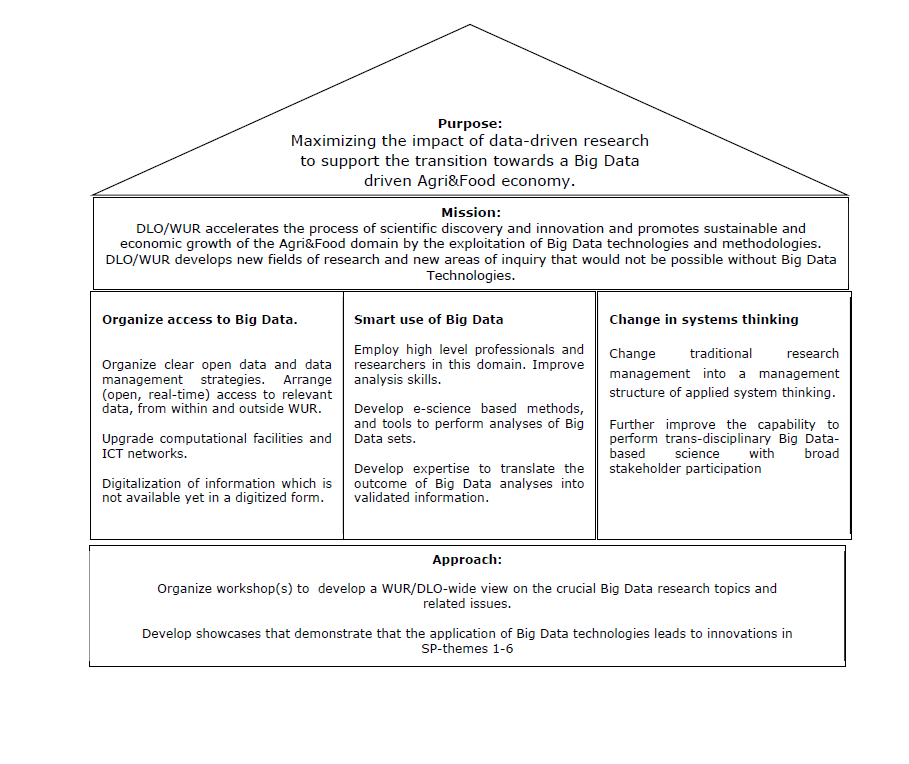 Purpose:
Maximizing the impact of data-driven research
to support the transition towards a Big Data
driven Agri&Food economy.
Mission:
DLO/WUR accelerates the process of scientific discovery and innovation and promotes sustainable and
economic growth of the Agri&Food domain by the exploitation of Big Data technologies and methodologies.
DLO/WUR develops new fields of research and new areas of inquiry that would not be possible without Big Data
Technologies.
Organize access to Big Data.
Organize clear open data and data
management strategies. Arrange
(open, real-time) access to relevant
data, from within and outside WUR.
Upgrade computational facilities and
ICT networks.
Digitalization of information which is
not available yet in a digitized form.
Smart use of Big Data
Employ high level professionals and
researchers in this domain. Improve
analysis skills.
Develop e-science based methods,
and tools to perform analyses of Big
Data sets.
Develop expertise to translate the
outcome of Big Data analyses into
validated information.
Change in systems thinking
Change traditional research
management into a management
structure of applied system thinking.
Further improve the capability to
perform trans-disciplinary Big Data-
based science with broad
stakeholder participation
Approach:
Organize workshop(s) to develop a WUR/DLO-wide view on the crucial Big Data research topics and
related issues.
Develop showcases that demonstrate that the application of Big Data technologies leads to innovations in
SP-themes 1-6